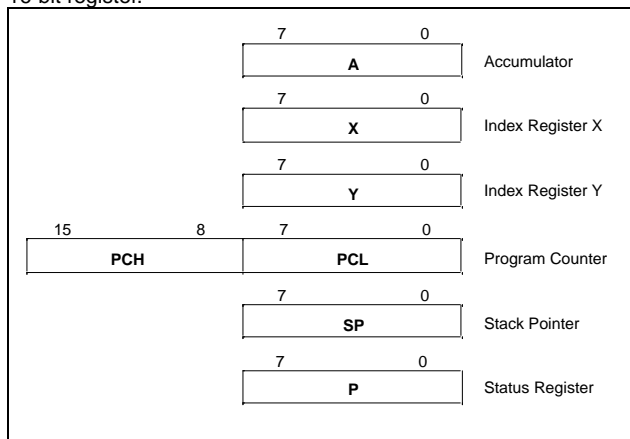 16-bit register.
7 0
A Accumulator
7 0
X Index Register X
7 0
Y Index Register Y
15 8 7 0
PCH PCL Program Counter
7 0
SP Stack Pointer
7 0
P Status Register